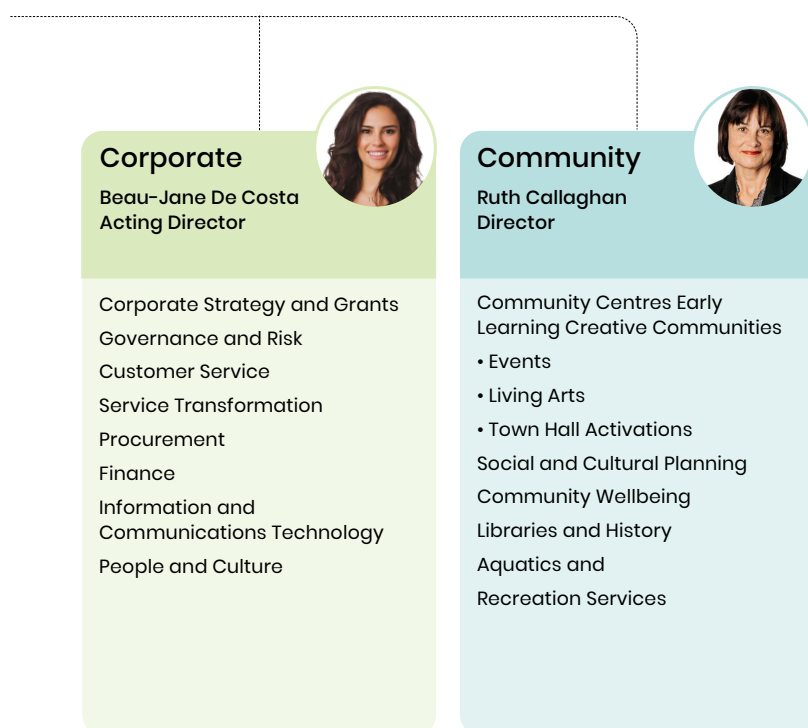 Corporate
Beau-Jane De Costa
Acting Director
Corporate Strategy and Grants
Governance and Risk
Customer Service
Service Transformation
Procurement
Finance
Information and
Communications Technology
People and Culture
Community
Ruth Callaghan
Director
Community Centres Early
Learning Creative Communities
• Events
• Living Arts
• Town Hall Activations
Social and Cultural Planning
Community Wellbeing
Libraries and History
Aquatics and
Recreation Services